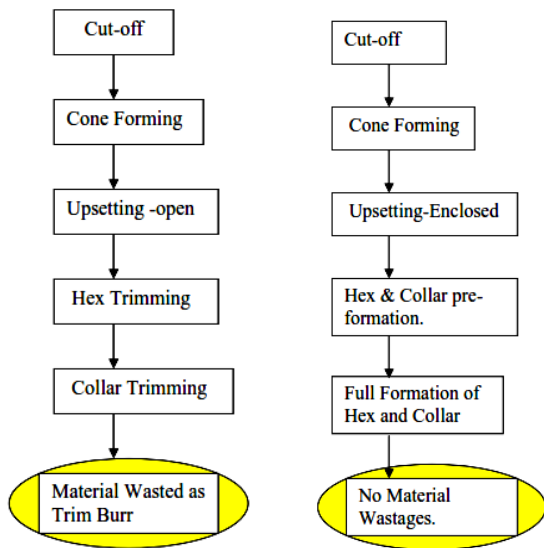 Cut-off
Cone Forming
Upsetting -open
Hex Trimming
Collar Trimming
Material Wasted as
Trim Burr
Cut-off
Cone Forming
Upsetting-Enclosed
Hex & Collar pre-
formation.
Full Formation of
Hex and Collar
No Material
Wastages.